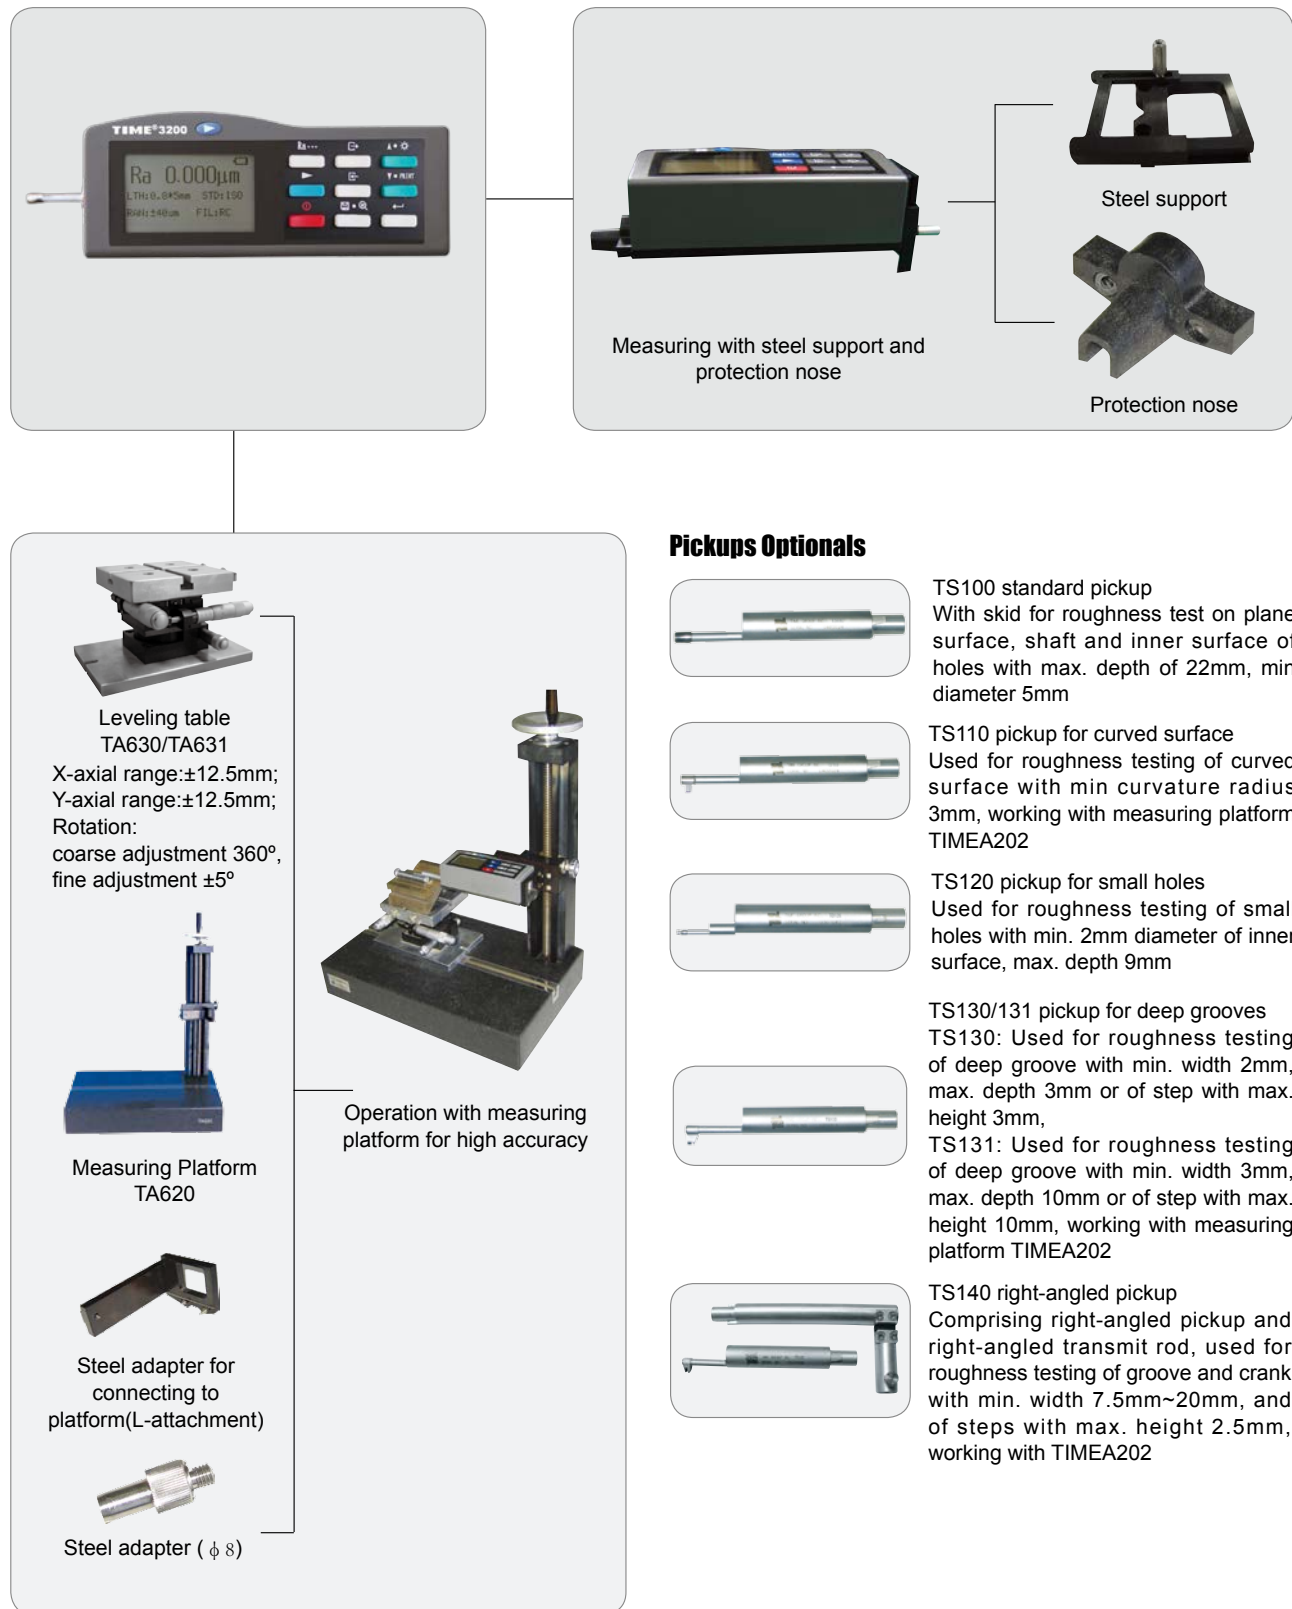 TIME®3200
Ra 0.000μm
LTH:0.8*5mm STD:ISO
RAN:±40um FIL:RC
Ra
PRINT
Steel support
Measuring with steel support and
protection nose
Protection nose
Leveling table
TA630/TA631
X-axial range:±12.5mm;
Y-axial range:±12.5mm;
Rotation:
coarse adjustment 360º,
fine adjustment ±5º
Measuring Platform
TA620
Steel adapter for
connecting to
platform(L-attachment)
Steel adapter ( ϕ 8)
Operation with measuring
platform for high accuracy
Pickups Optionals
TS100 standard pickup
With skid for roughness test on plane
surface, shaft and inner surface of
holes with max. depth of 22mm, min
diameter 5mm
TS110 pickup for curved surface
Used for roughness testing of curved
surface with min curvature radius
3mm, working with measuring platform
TIMEA202
TS120 pickup for small holes
Used for roughness testing of smal
holes with min. 2mm diameter of inner
surface, max. depth 9mm
TS130/131 pickup for deep grooves
TS130: Used for roughness testing
of deep groove with min. width 2mm,
max. depth 3mm or of step with max.
height 3mm,
TS131: Used for roughness testing
of deep groove with min. width 3mm,
max. depth 10mm or of step with max.
height 10mm, working with measuring
platform TIMEA202
TS140 right-angled pickup
Comprising right-angled pickup and
right-angled transmit rod, used for
roughness testing of groove and crank
with min. width 7.5mm~20mm, and
of steps with max. height 2.5mm,
working with TIMEA202